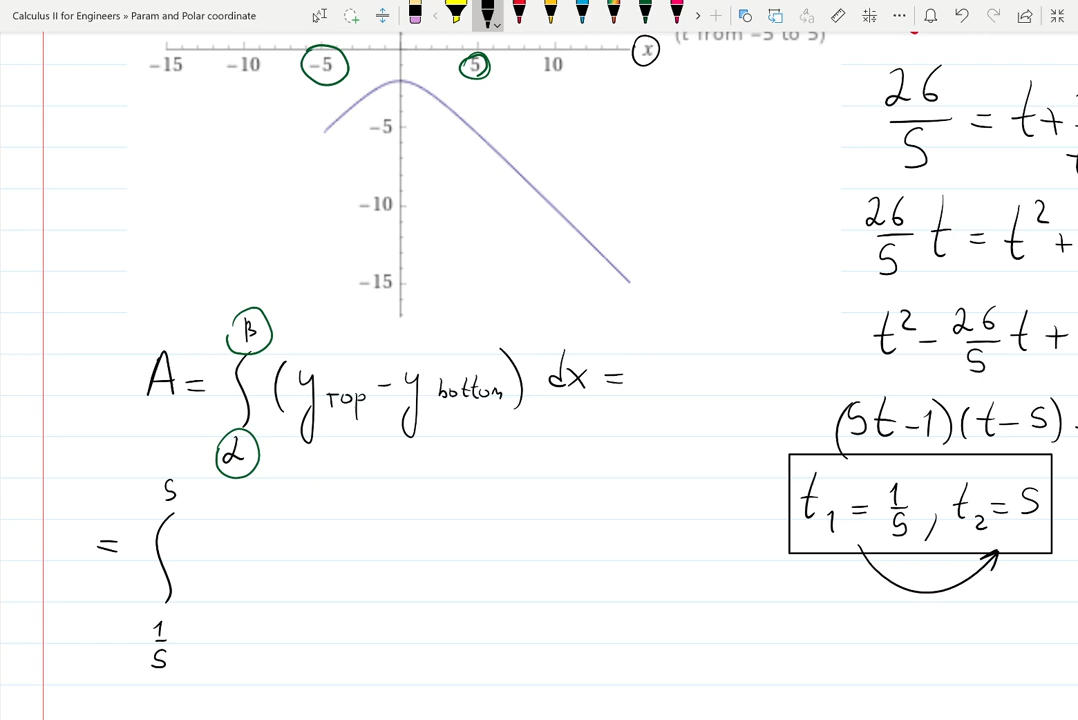 Calculus II for Engineers » Param and Polar coordinate
(t from −5 to 5)
−15 −10 −5 5 10 x
−5
−10
−15
26/5 = t +
26/5 t = t² +
t² − 26/5 t +
(5t − 1)(t − 5)
t₁ = 1/5 , t₂ = 5
A = ∫ α β (y TOP − y bottom) dx =
= ∫ 1/5 5